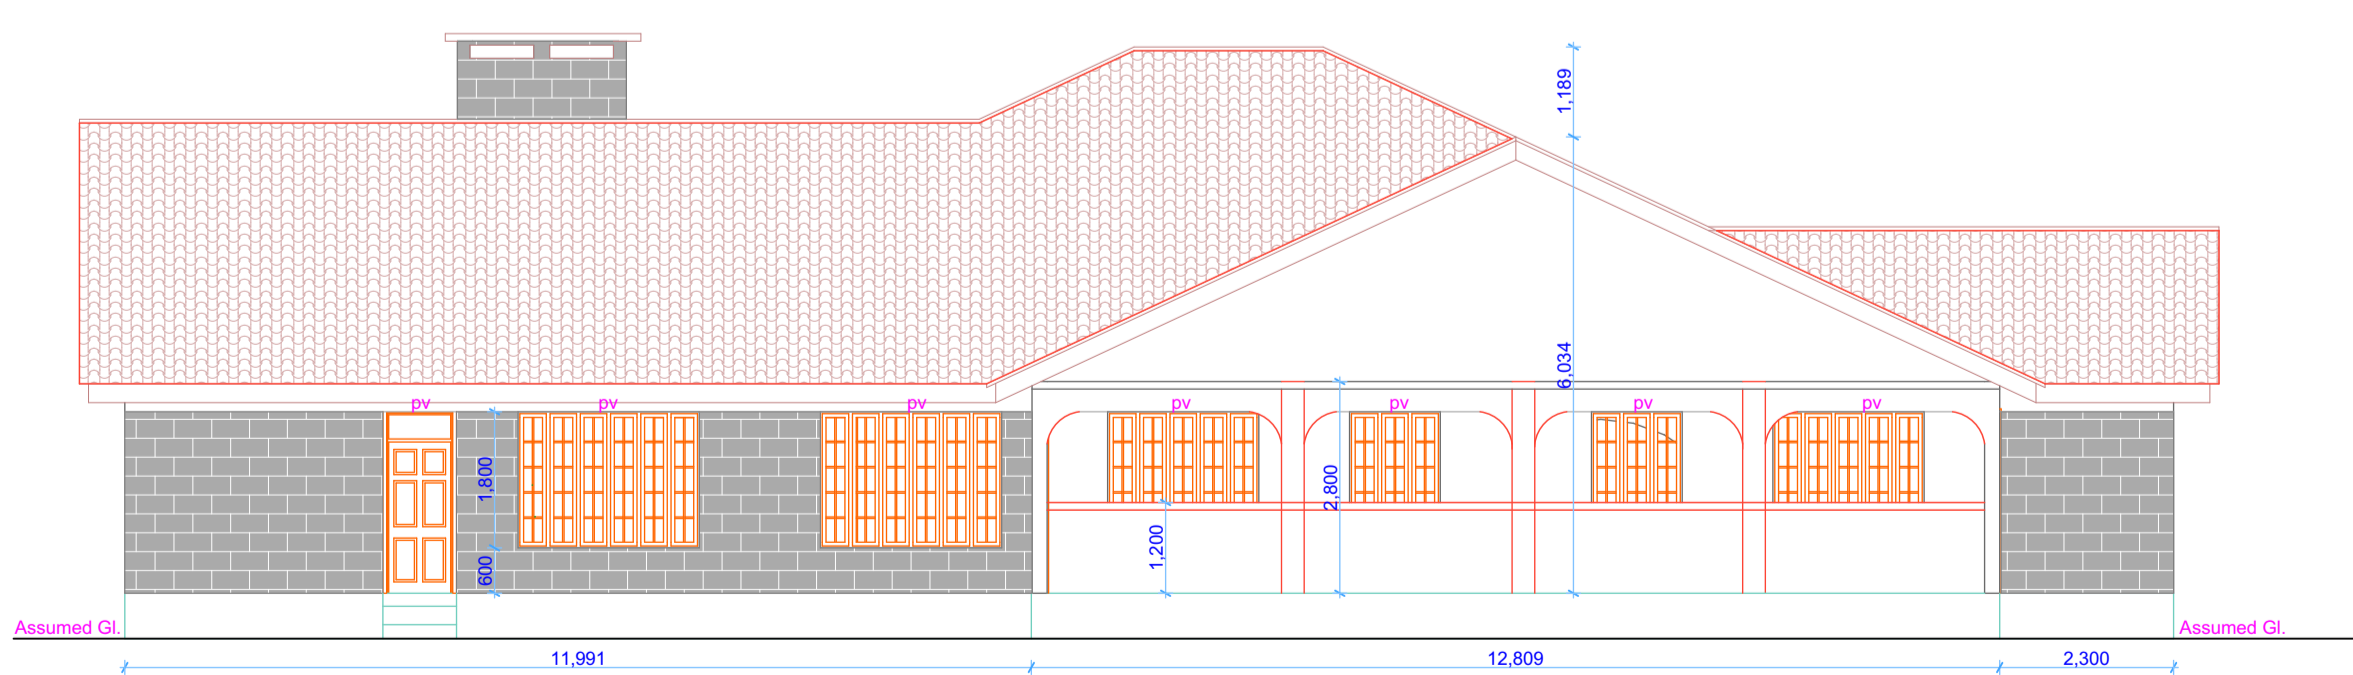 1,189
6,034
pv
pv
pv
pv
pv
pv
pv
1,800
600
2,800
1,200
Assumed Gl.
Assumed Gl.
11,991
12,809
2,300